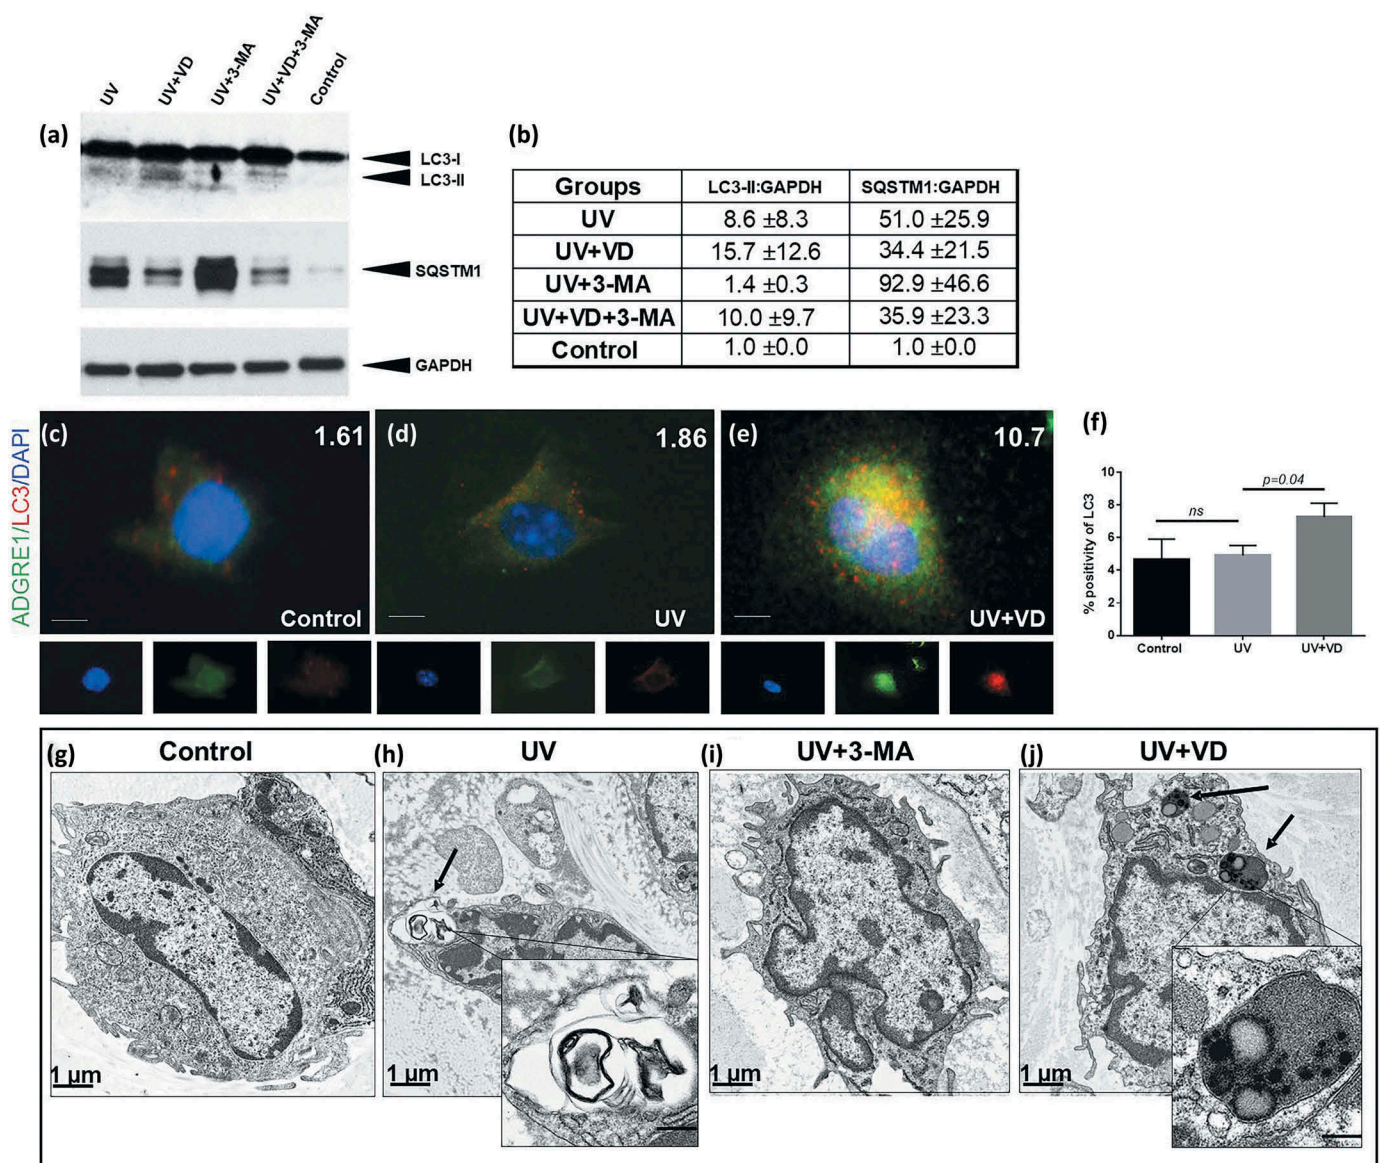 UV
UV+VD
UV+3-MA
UV+VD+3-MA
Control
(a)
LC3-I
LC3-II
SQSTM1
GAPDH
(b)
Groups LC3-II:GAPDH SQSTM1:GAPDH
UV 8.6 ±8.3 51.0 ±25.9
UV+VD 15.7 ±12.6 34.4 ±21.5
UV+3-MA 1.4 ±0.3 92.9 ±46.6
UV+VD+3-MA 10.0 ±9.7 35.9 ±23.3
Control 1.0 ±0.0 1.0 ±0.0
ADGRE1/LC3/DAPI
(c) 1.61
Control
(d) 1.86
UV
(e) 10.7
UV+VD
(f)
% positivity of LC3
10
8
6
4
2
0
ns
p=0.04
Control UV UV+VD
(g) Control
1 µm
(h) UV
1 µm
(i) UV+3-MA
1 µm
(j) UV+VD
1 µm